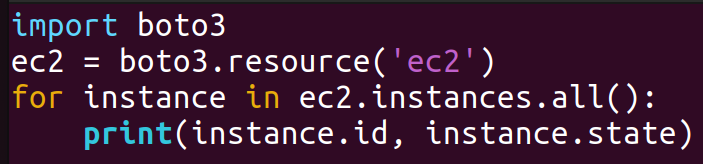 import boto3
ec2 = boto3.resource('ec2')
for instance in ec2.instances.all():
    print(instance.id, instance.state)